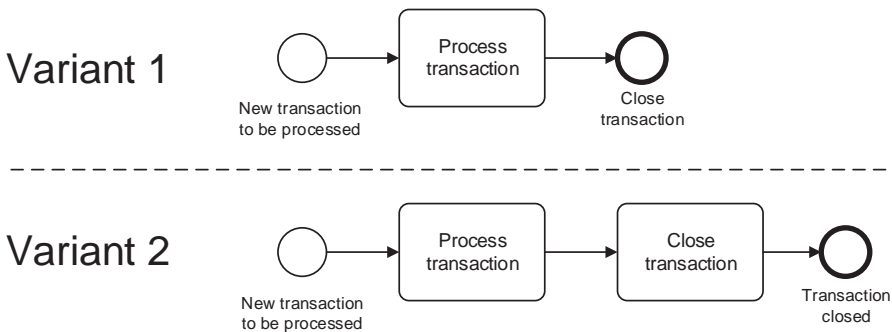 Variant 1
Process
transaction
New transaction
to be processed
Close
transaction
Variant 2
Process
transaction
Close
transaction
New transaction
to be processed
Transaction
closed